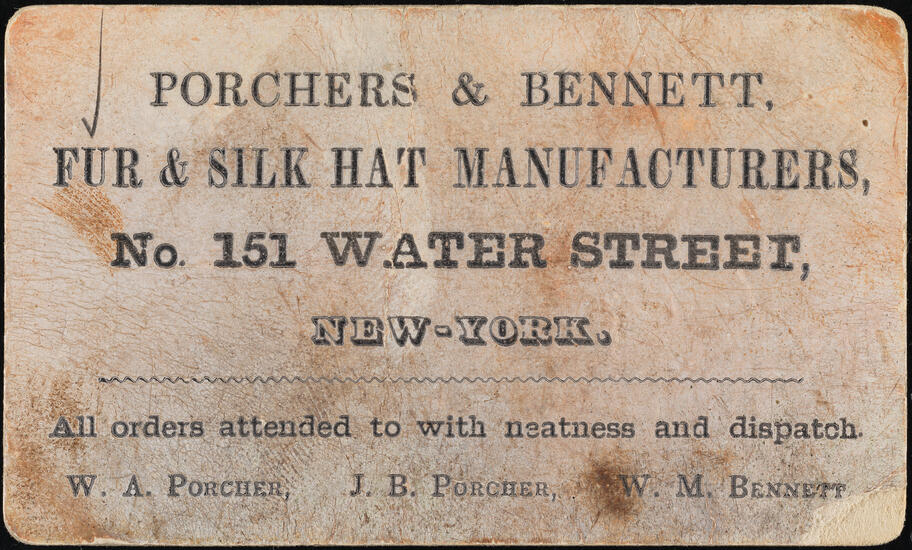 PORCHERS & BENNETT,
FUR & SILK HAT MANUFACTURERS,
No. 151 WATER STREET,
NEW-YORK.
All orders attended to with neatness and dispatch.
W. A. PORCHER, J. B. PORCHER, W. M. BENNETT